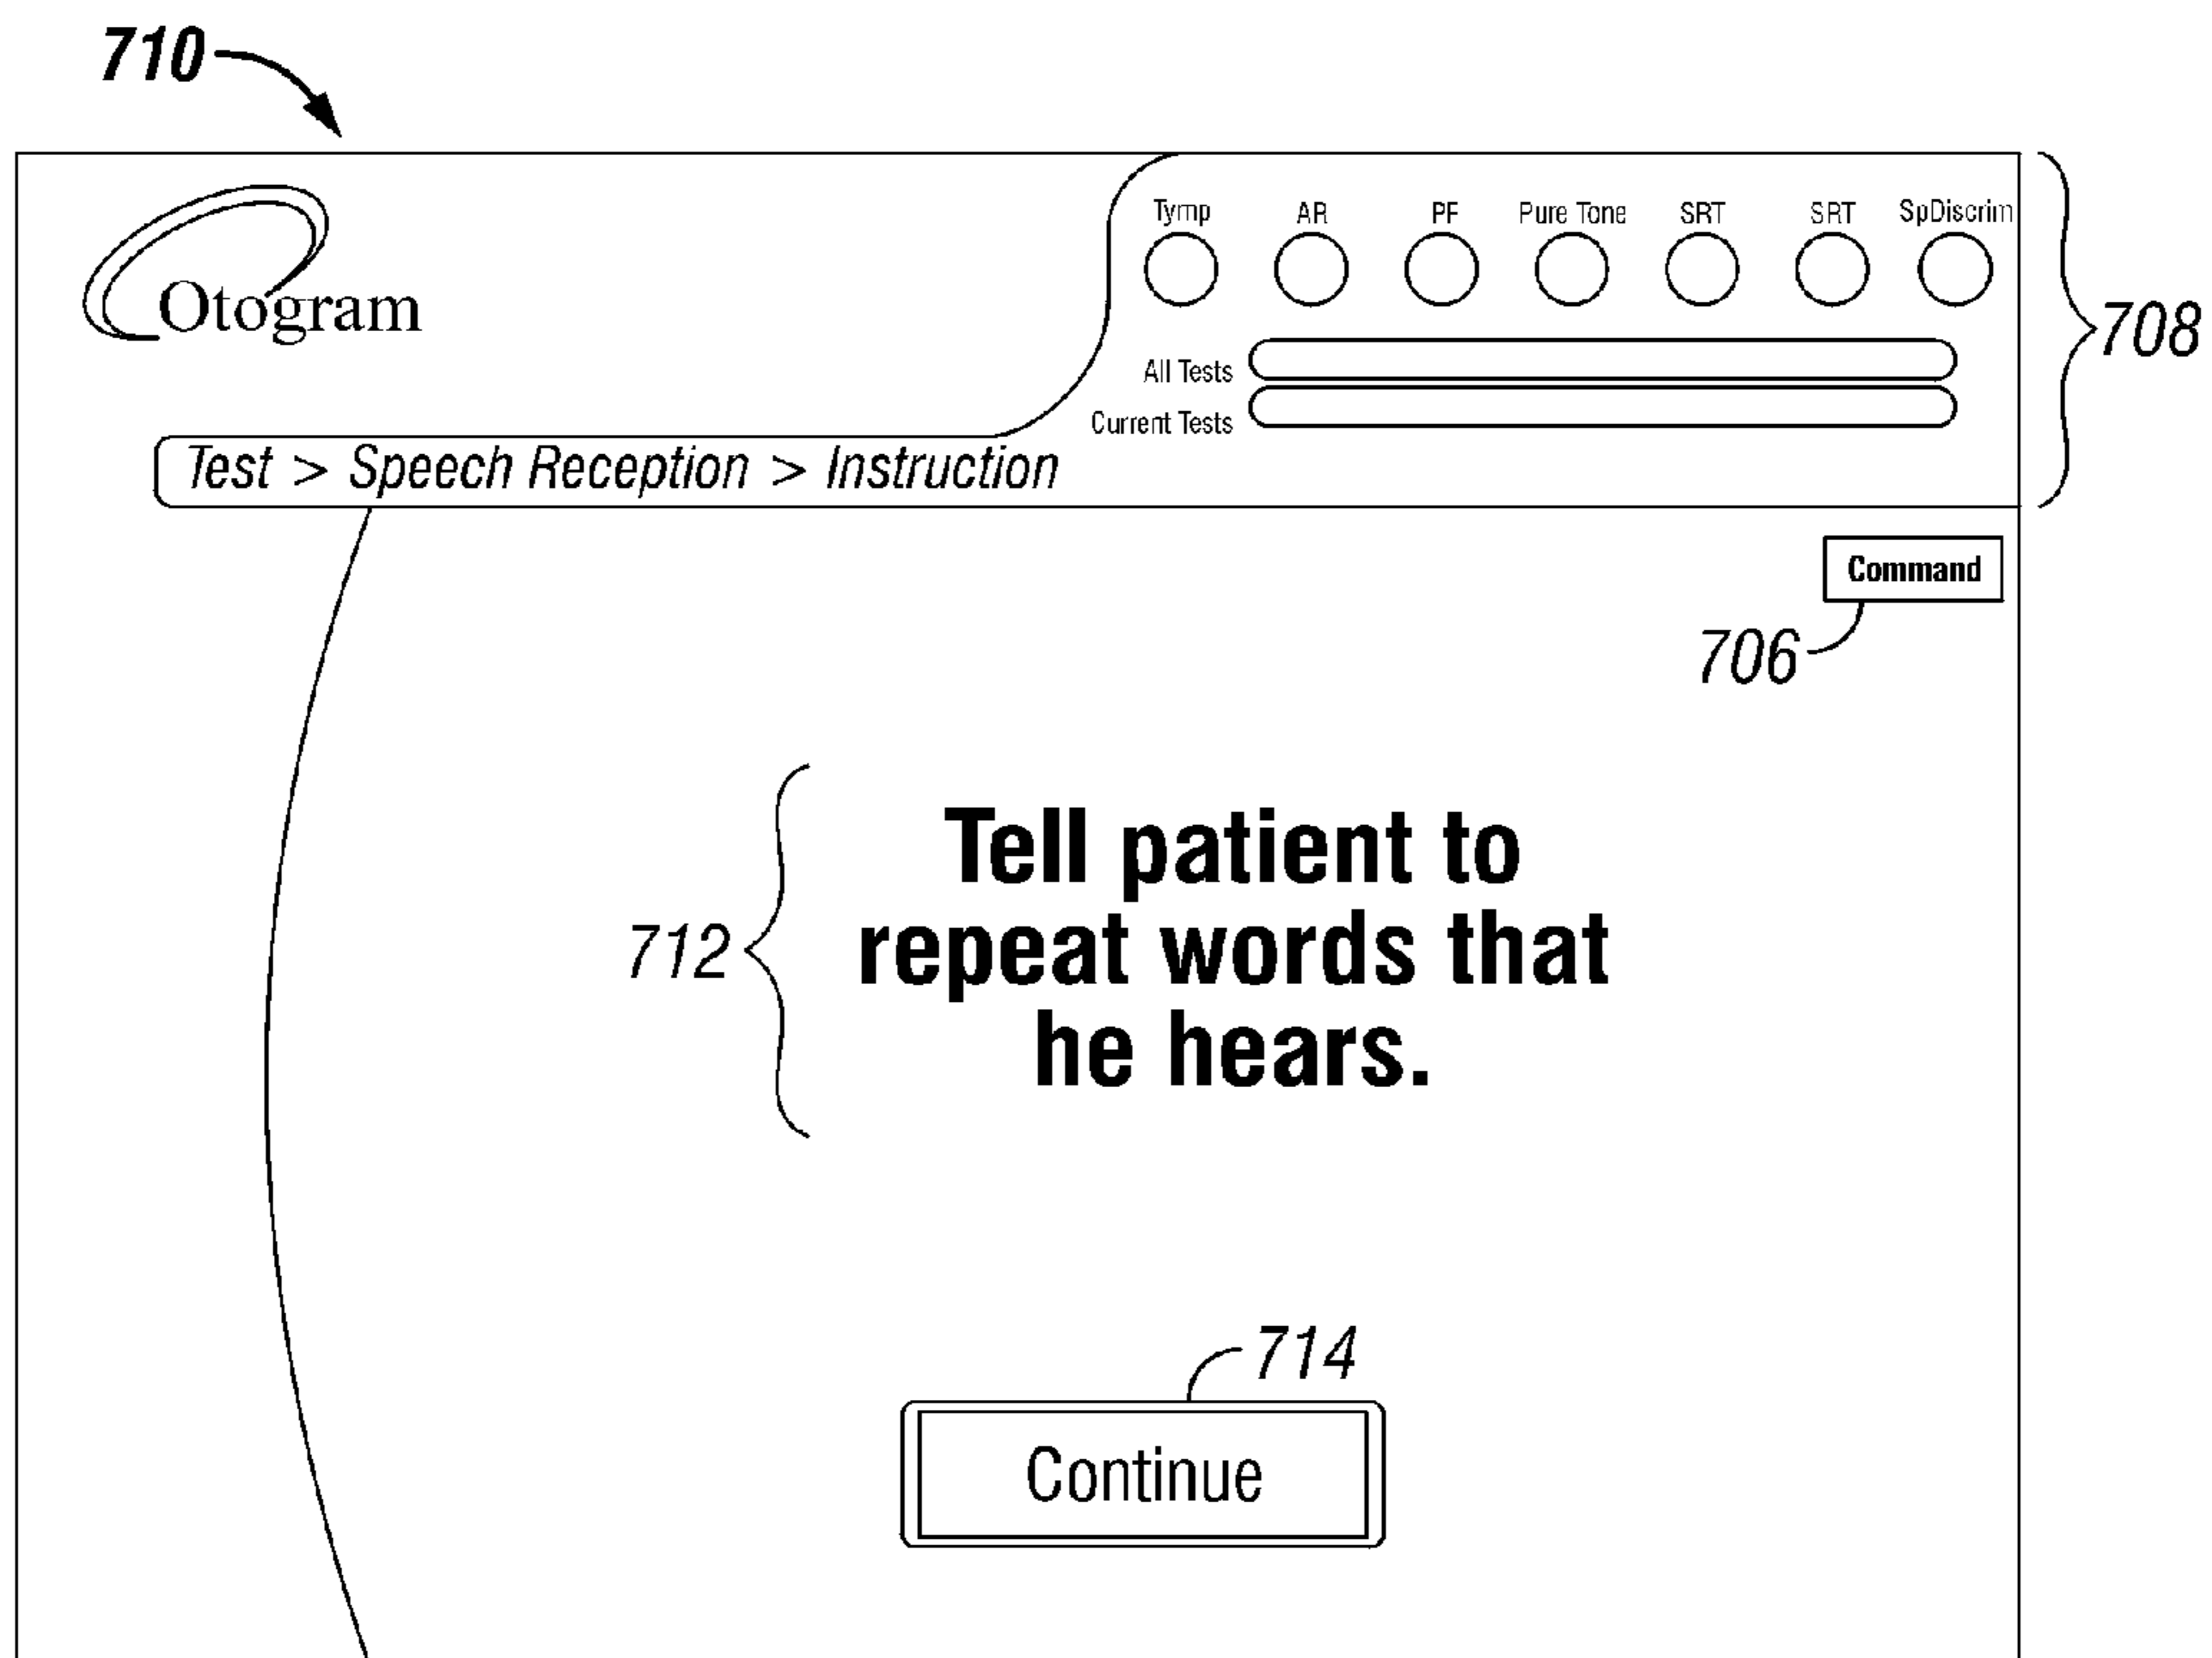 710
Tymp AR PF Pure Tone SRT SRT SpDiscrim
Otogram
708
All Tests
Current Tests
Test > Speech Reception > Instruction
Command
706
Tell patient to
712
repeat words that
he hears.
714
Continue